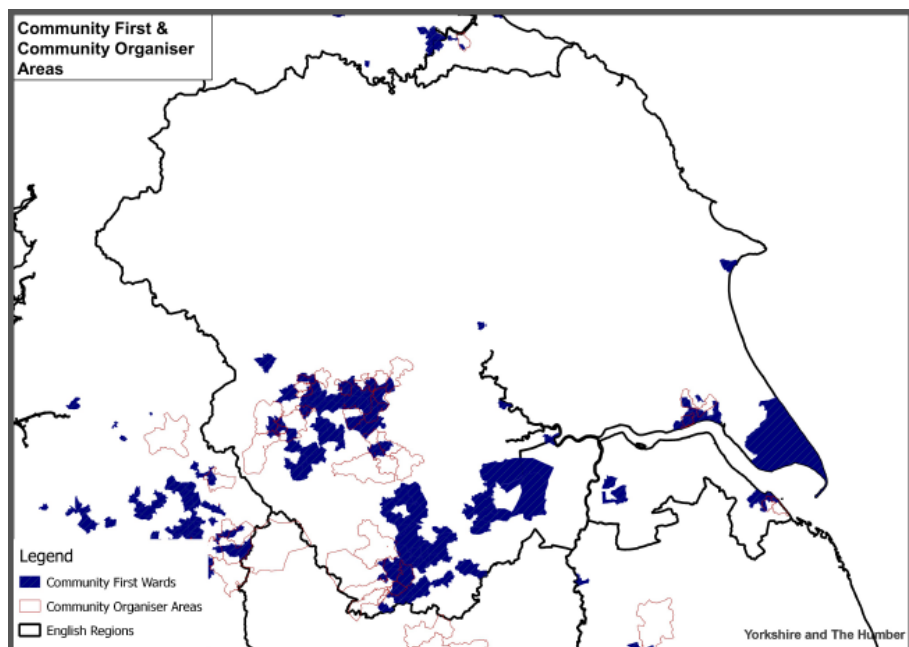 Community First &
Community Organiser
Areas
Legend
Community First Wards
Community Organiser Areas
English Regions
Yorkshire and The Humber